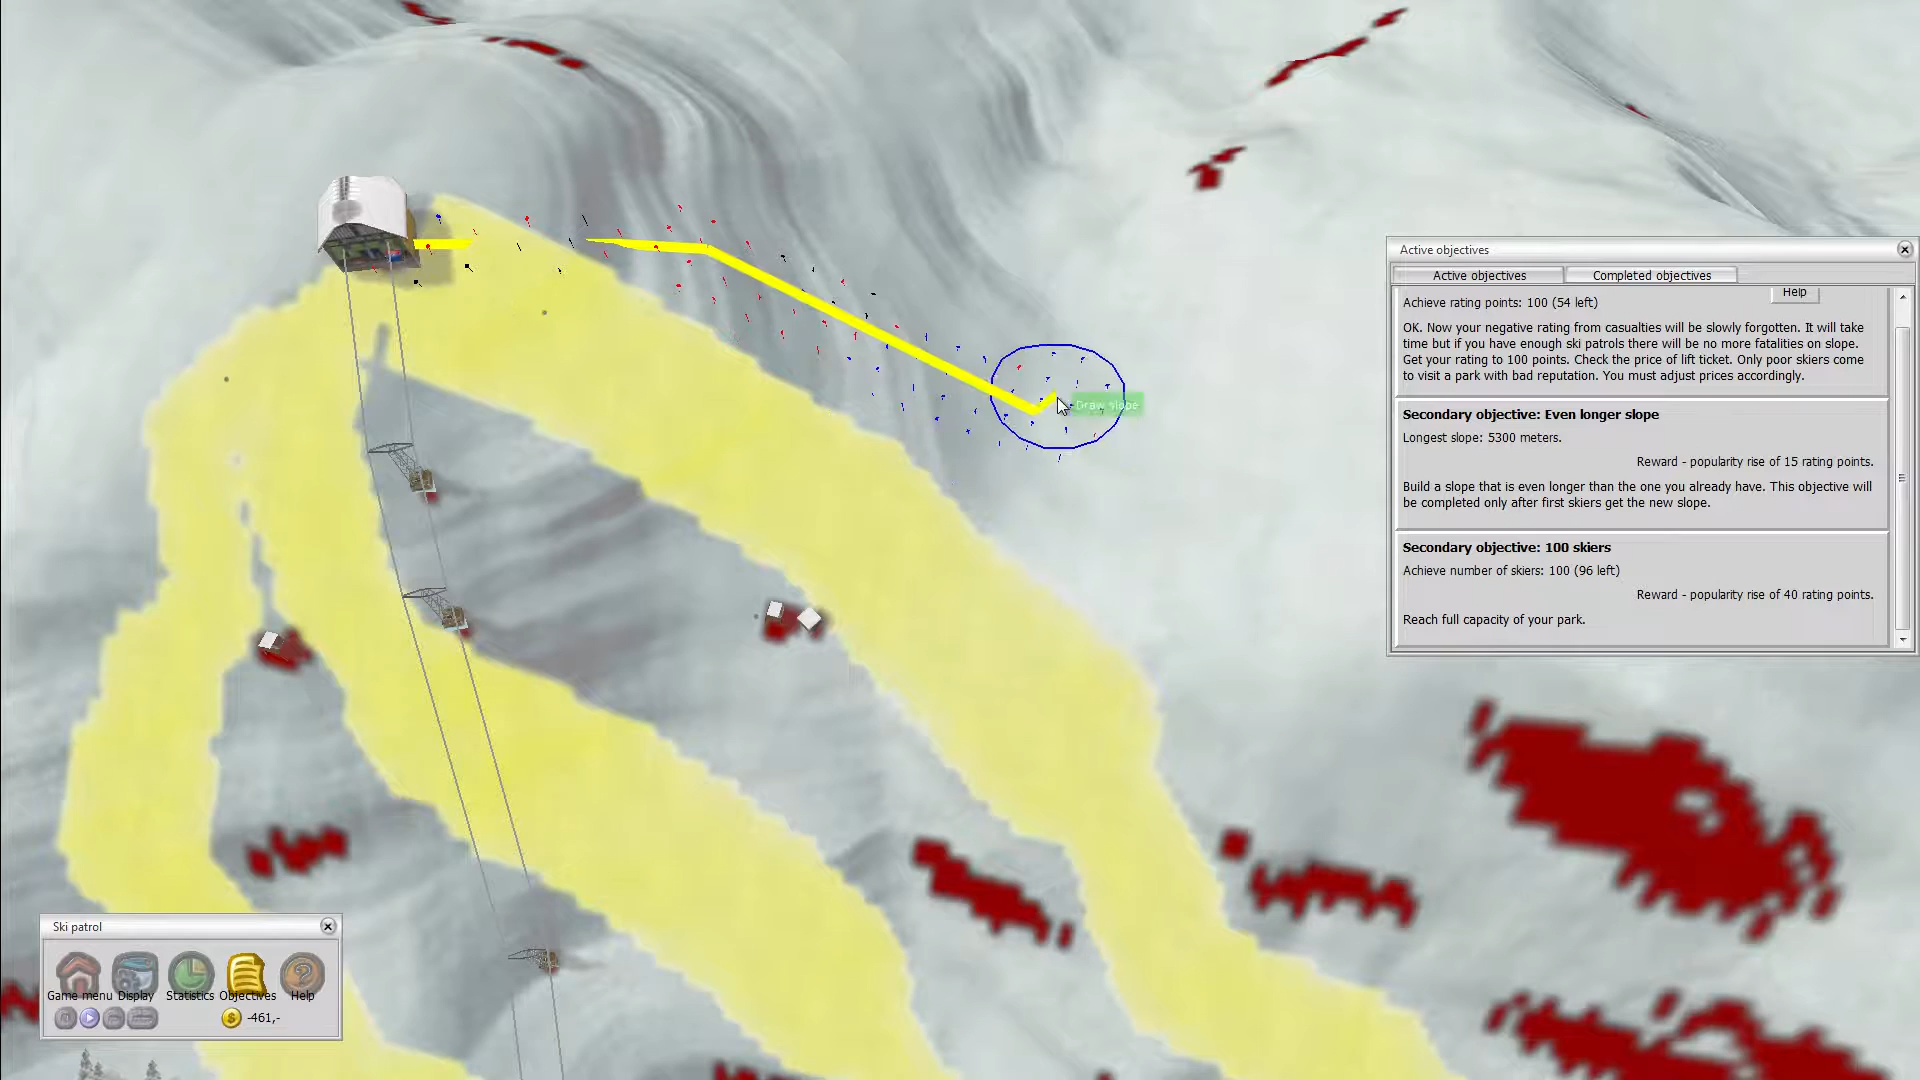 Draw slope
Active objectives
Active objectives
Completed objectives
Help
Achieve rating points: 100 (54 left)
OK. Now your negative rating from casualties will be slowly forgotten. It will take
time but if you have enough ski patrols there will be no more fatalities on slope.
Get your rating to 100 points. Check the price of lift ticket. Only poor skiers come
to visit a park with bad reputation. You must adjust prices accordingly.
Secondary objective: Even longer slope
Longest slope: 5300 meters.
Reward - popularity rise of 15 rating points.
Build a slope that is even longer than the one you already have. This objective will
be completed only after first skiers get the new slope.
Secondary objective: 100 skiers
Achieve number of skiers: 100 (96 left)
Reward - popularity rise of 40 rating points.
Reach full capacity of your park.
Ski patrol
Game menu Display Statistics Objectives Help
-461,-